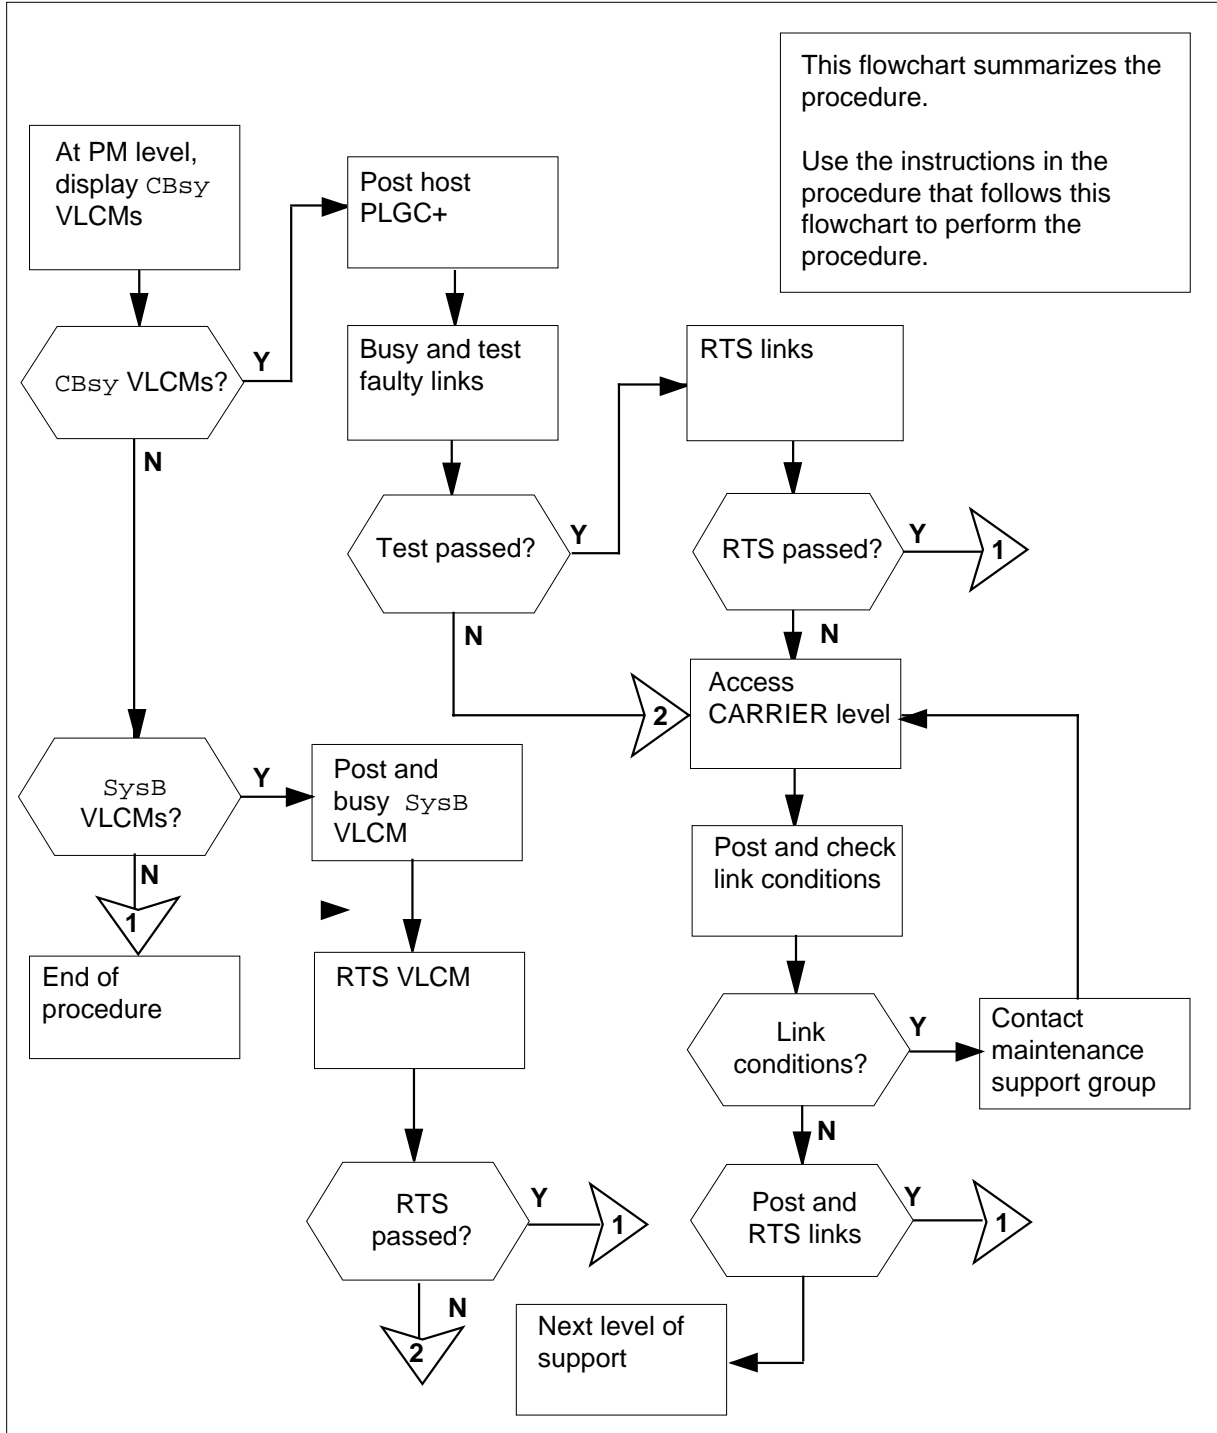 This flowchart summarizes the
procedure.
Use the instructions in the
procedure that follows this
flowchart to perform the
procedure.
At PM level,
display CBsy
VLCMs
Post host
PLGC+
CBsy VLCMs?
Y
N
Busy and test
faulty links
RTS links
Test passed?
Y
N
RTS passed?
Y
1
N
2
Access
CARRIER level
SysB
VLCMs?
Y
N
1
Post and
busy SysB
VLCM
Post and check
link conditions
End of
procedure
RTS VLCM
Link
conditions?
Y
N
Contact
maintenance
support group
RTS
passed?
Y
1
N
2
Post and
RTS links
Y
1
Next level of
support